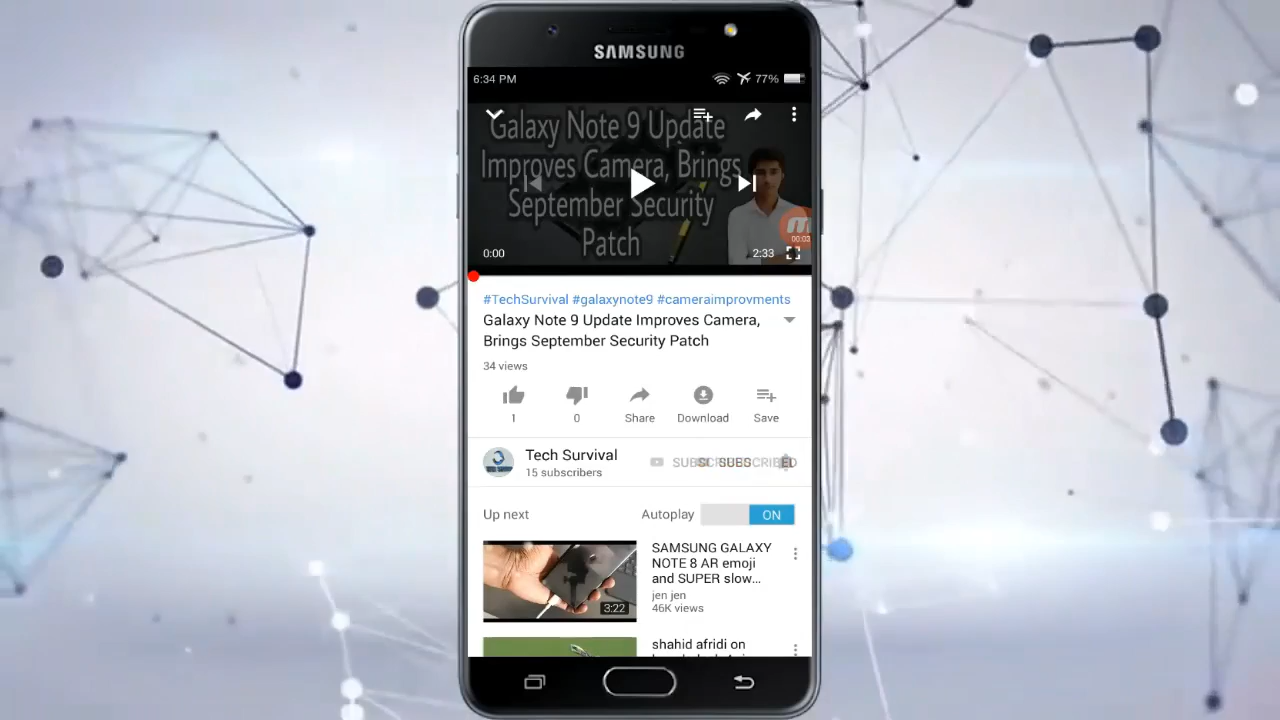 SAMSUNG
6:34 PM
77%
Galaxy Note 9 Update
Improves Camera, Brings
September Security
Patch
00:03
0:00
2:33
#TechSurvival #galaxynote9 #cameraimprovments
Galaxy Note 9 Update Improves Camera,
Brings September Security Patch
34 views
1
0
Share
Download
Save
Tech Survival
15 subscribers
Up next
Autoplay
ON
SAMSUNG GALAXY
NOTE 8 AR emoji
and SUPER slow...
jen jen
46K views
3:22
shahid afridi on